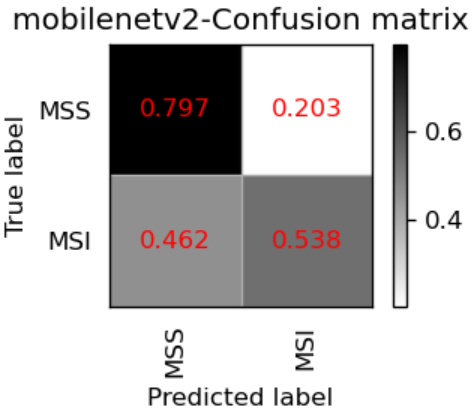 mobilenetv2-Confusion matrix
True label
MSS
0.797
0.203
0.6
MSI
0.462
0.538
0.4
MSS
MSI
Predicted label